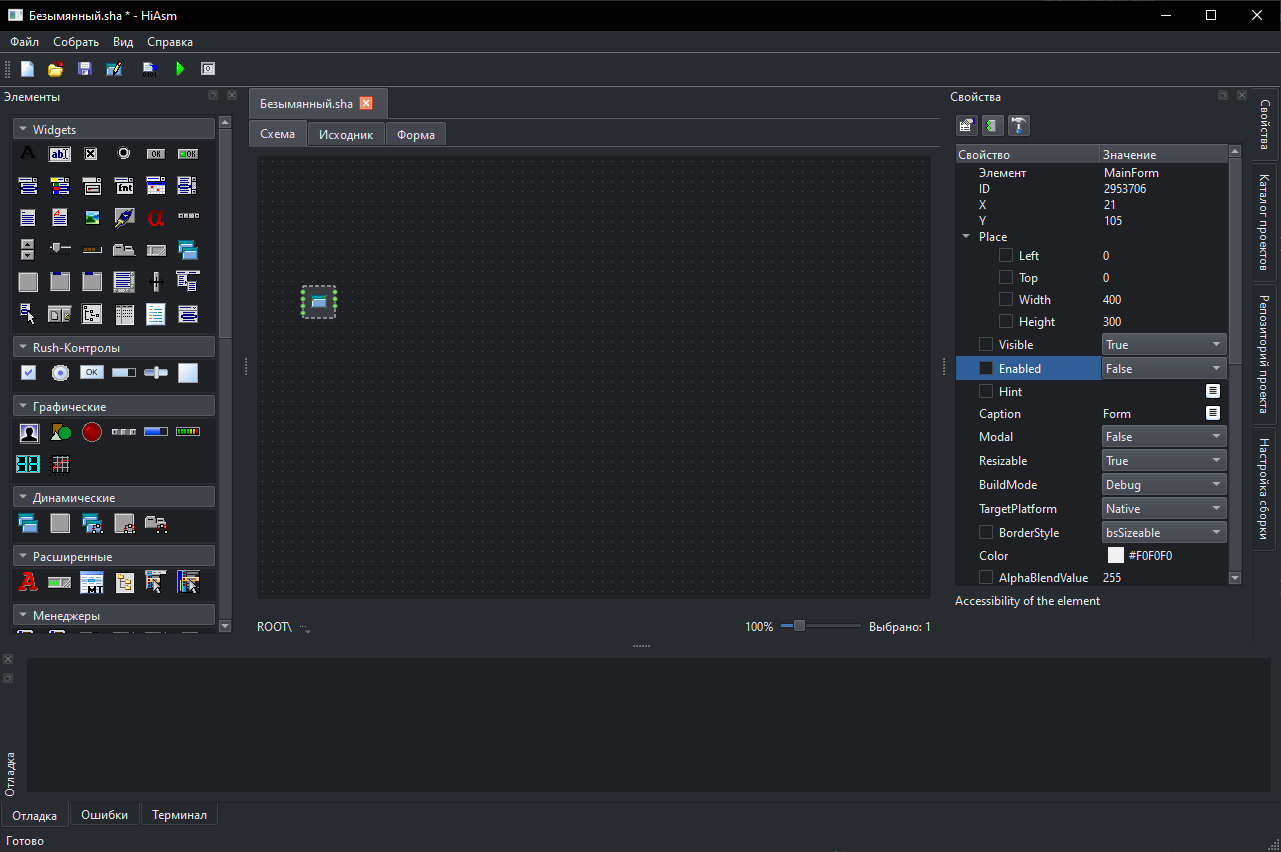 Безымянный.sha * - HiAsm
Файл Собрать Вид Справка
Элементы
Widgets
Rush-Контролы
Графические
Динамические
Расширенные
Менеджеры
Безымянный.sha
Схема Исходник Форма
ROOT\ ...
100%
Выбрано: 1
Свойства
Свойство Значение
Элемент MainForm
ID 2953706
X 21
Y 105
Place
Left 0
Top 0
Width 400
Height 300
Visible True
Enabled False
Hint
Caption Form
Modal False
Resizable True
BuildMode Debug
TargetPlatform Native
BorderStyle bsSizeable
Color #F0F0F0
AlphaBlendValue 255
Accessibility of the element
Свойства
Каталог проектов
Репозиторий проекта
Настройка сборки
Отладка
Отладка Ошибки Терминал
Готово